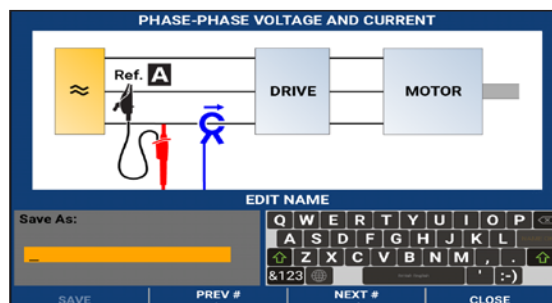 PHASE-PHASE VOLTAGE AND CURRENT
Ref. A
≈
DRIVE
MOTOR
EDIT NAME
Save As:
_
Q W E R T Y U I O P
A S D F G H J K L
Z X C V B N M , .
&123 ' :-)
SAVE
PREV #
NEXT #
CLOSE